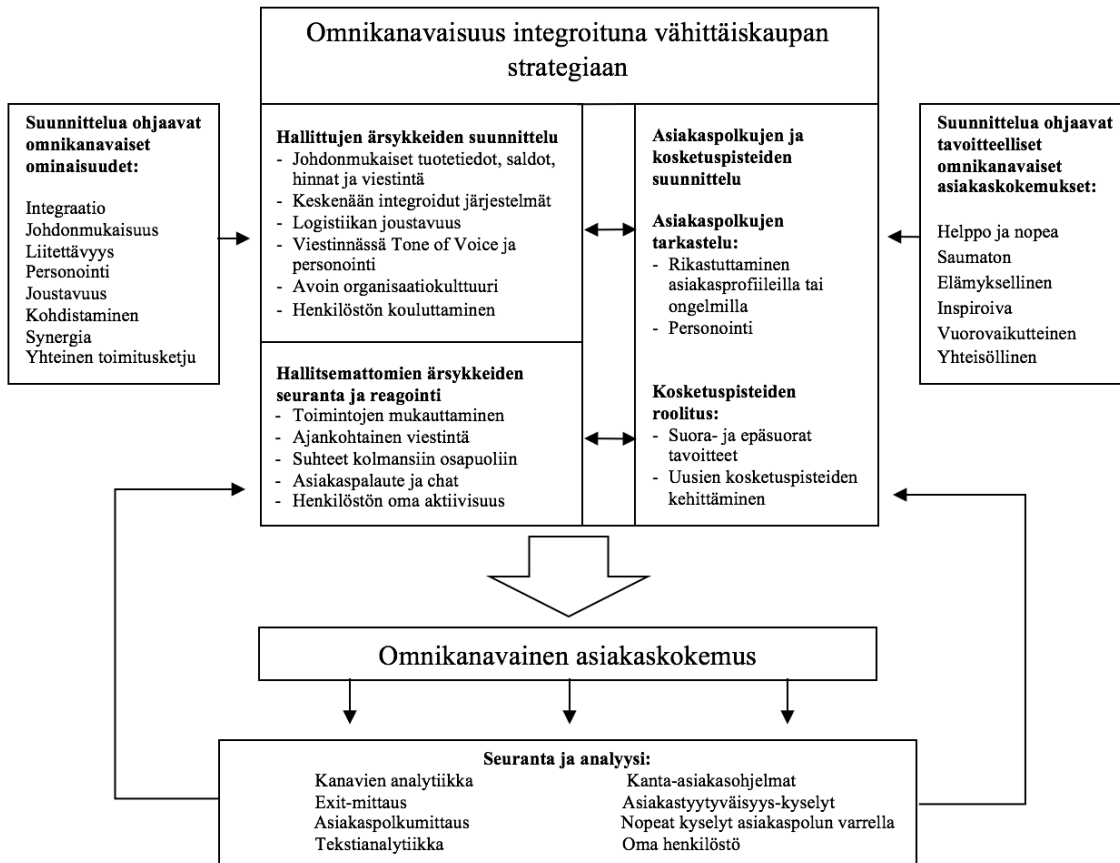 Omnikanavaisuus integroituna vähittäiskaupan
strategiaan
Suunnittelua ohjaavat
omnikanavaiset
ominaisuudet:
Integraatio
Johdonmukaisuus
Liitettävyys
Personointi
Joustavuus
Kohdistaminen
Synergia
Yhteinen toimitusketju
Hallittujen ärsykkeiden suunnittelu
- Johdonmukaiset tuotetiedot, saldot,
hinnat ja viestintä
- Keskenään integroidut järjestelmät
- Logistiikan joustavuus
- Viestinnässä Tone of Voice ja
personointi
- Avoin organisaatiokulttuuri
- Henkilöstön kouluttaminen
Hallitsemattomien ärsykkeiden
seuranta ja reagointi
- Toimintojen mukauttaminen
- Ajankohtainen viestintä
- Suhteet kolmansiin osapuoliin
- Asiakaspalaute ja chat
- Henkilöstön oma aktiivisuus
Asiakaspolkujen ja
kosketuspisteiden
suunnittelu
Asiakaspolkujen
tarkastelu:
- Rikastuttaminen
asiakasprofiileilla tai
ongelmilla
- Personointi
Kosketuspisteiden
roolitus:
- Suora- ja epäsuorat
tavoitteet
- Uusien kosketuspisteiden
kehittäminen
Suunnittelua ohjaavat
tavoitteelliset
omnikanavaiset
asiakaskokemukset:
Helppo ja nopea
Saumaton
Elämyksellinen
Inspiroiva
Vuorovaikutteinen
Yhteisöllinen
Omnikanavainen asiakaskokemus
Seuranta ja analyysi:
Kanavien analytiikka
Exit-mittaus
Asiakaspolkumittaus
Tekstianalytiikka
Kanta-asiakasohjelmat
Asiakastyytyväisyys-kyselyt
Nopeat kyselyt asiakaspolun varrella
Oma henkilöstö